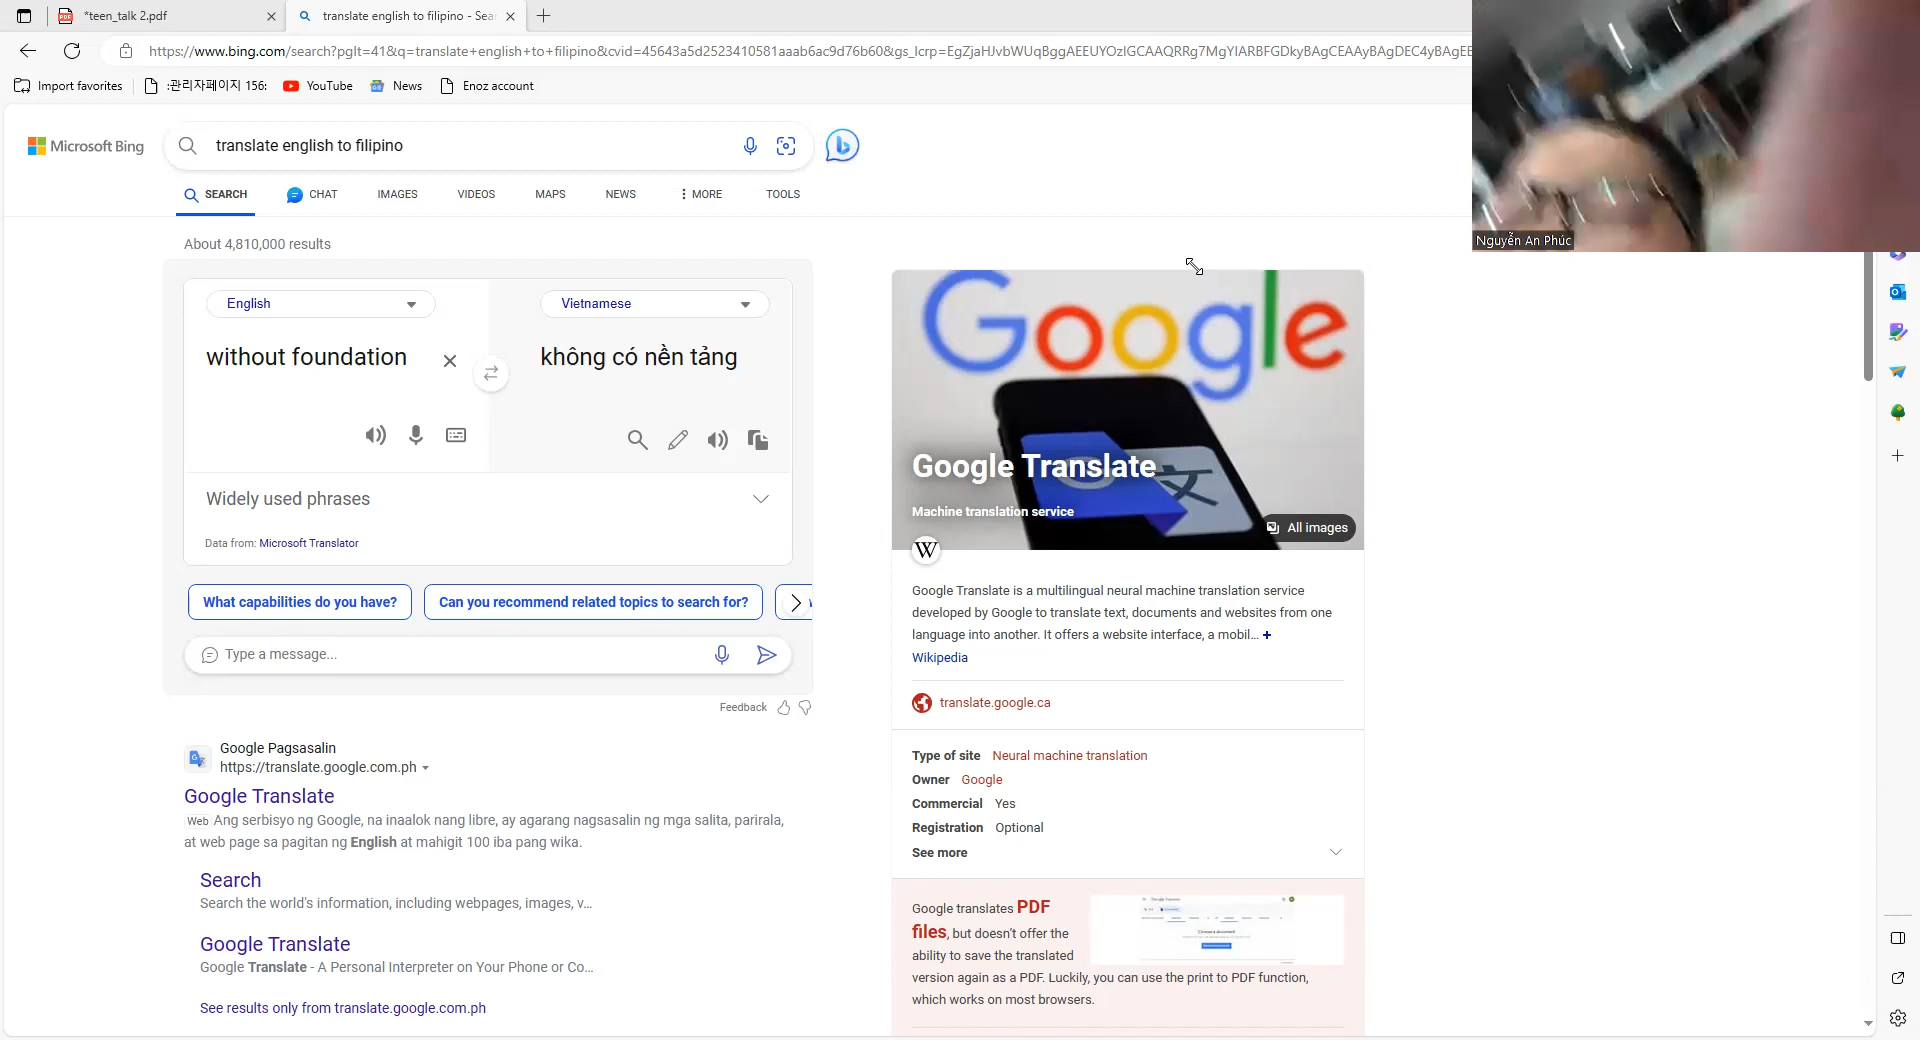 *teen_talk 2.pdf
translate english to filipino - Sear
https://www.bing.com/search?pglt=41&q=translate+english+to+filipino&cvid=45643a5d2523410581aaab6ac9d76b60&gs_lcrp=EgZjaHJvbWUqBggAEEUYOzIGCAAQRRg7MgYIARBFGDkyBAgCEAAyBAgDEC4yBAgEE
Import favorites
:관리자페이지 156:
YouTube
News
Enoz account
Microsoft Bing
translate english to filipino
SEARCH
CHAT
IMAGES
VIDEOS
MAPS
NEWS
MORE
TOOLS
Nguyễn An Phúc
About 4,810,000 results
English
Vietnamese
without foundation
không có nền tảng
Widely used phrases
Data from: Microsoft Translator
What capabilities do you have?
Can you recommend related topics to search for?
Type a message...
Feedback
Google Pagsasalin
https://translate.google.com.ph
Google Translate
Web Ang serbisyo ng Google, na inaalok nang libre, ay agarang nagsasalin ng mga salita, parirala,
at web page sa pagitan ng English at mahigit 100 iba pang wika.
Search
Search the world's information, including webpages, images, v...
Google Translate
Google Translate - A Personal Interpreter on Your Phone or Co...
See results only from translate.google.com.ph
Google
Google Translate
Machine translation service
All images
W
Google Translate is a multilingual neural machine translation service
developed by Google to translate text, documents and websites from one
language into another. It offers a website interface, a mobil... +
Wikipedia
translate.google.ca
Type of site Neural machine translation
Owner Google
Commercial Yes
Registration Optional
See more
Google translates PDF
files, but doesn't offer the
ability to save the translated
version again as a PDF. Luckily, you can use the print to PDF function,
which works on most browsers.